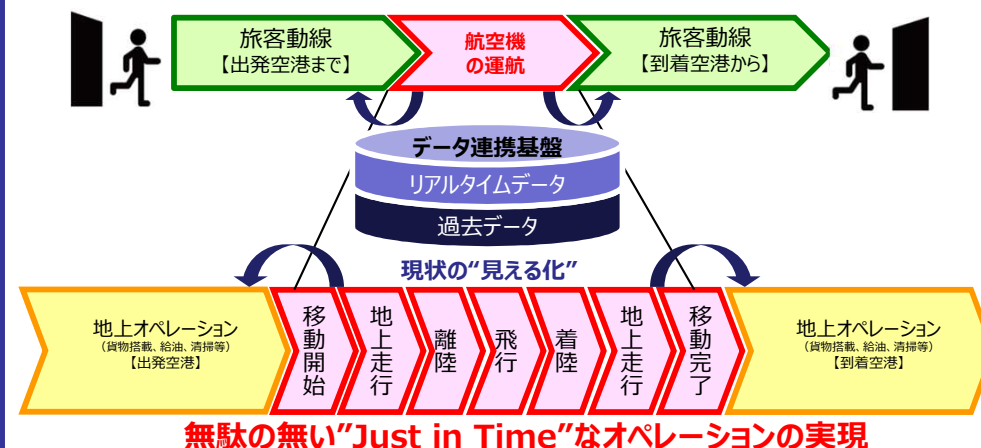 旅客動線
【出発空港まで】
航空機
の運航
旅客動線
【到着空港から】
データ連携基盤
リアルタイムデータ
過去データ
現状の“見える化”
地上オペレーション
（貨物搭載、給油、清掃等）
【出発空港】
移動開始
地上走行
離陸
飛行
着陸
地上走行
移動完了
地上オペレーション
（貨物搭載、給油、清掃等）
【到着空港】
無駄の無い”Just in Time”なオペレーションの実現